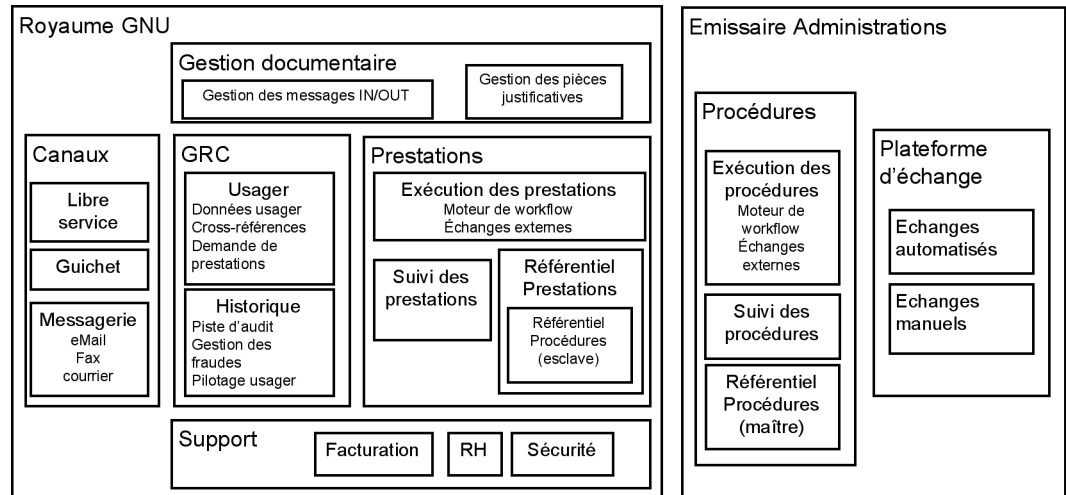 Royaume GNU
Gestion documentaire
Gestion des messages IN/OUT
Gestion des pièces
justificatives
Canaux
Libre
service
Guichet
Messagerie
eMail
Fax
courrier
GRC
Usager
Données usager
Cross-références
Demande de
prestations
Historique
Piste d'audit
Gestion des
fraudes
Pilotage usager
Prestations
Exécution des prestations
Moteur de workflow
Échanges externes
Suivi des
prestations
Référentiel
Prestations
Référentiel
Procédures
(esclave)
Support
Facturation
RH
Sécurité
Emissaire Administrations
Procédures
Exécution des
procédures
Moteur de
workflow
Échanges
externes
Suivi des
procédures
Référentiel
Procédures
(maître)
Plateforme
d'échange
Echanges
automatisés
Echanges
manuels